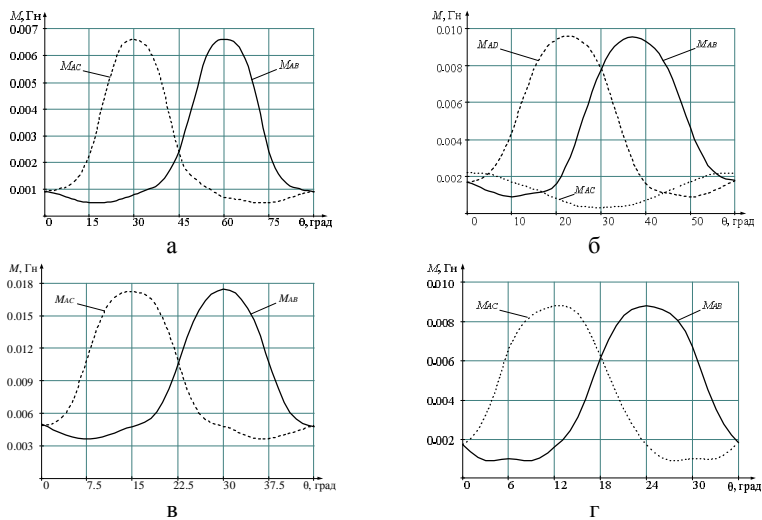 M, Гн
0.007
0.006
0.005
0.004
0.003
0.002
0.001
MAC
MAB
0 15 30 45 60 75 θ, град
а
M, Гн
0.010
0.008
0.006
0.004
0.002
MAD
MAB
MAC
0 10 20 30 40 50 θ, град
б
M, Гн
0.018
0.015
0.012
0.009
0.006
0.003
MAC
MAB
0 7.5 15 22.5 30 37.5 θ, град
в
M, Гн
0.010
0.008
0.006
0.004
0.002
MAC
MAB
0 6 12 18 24 30 θ, град
г